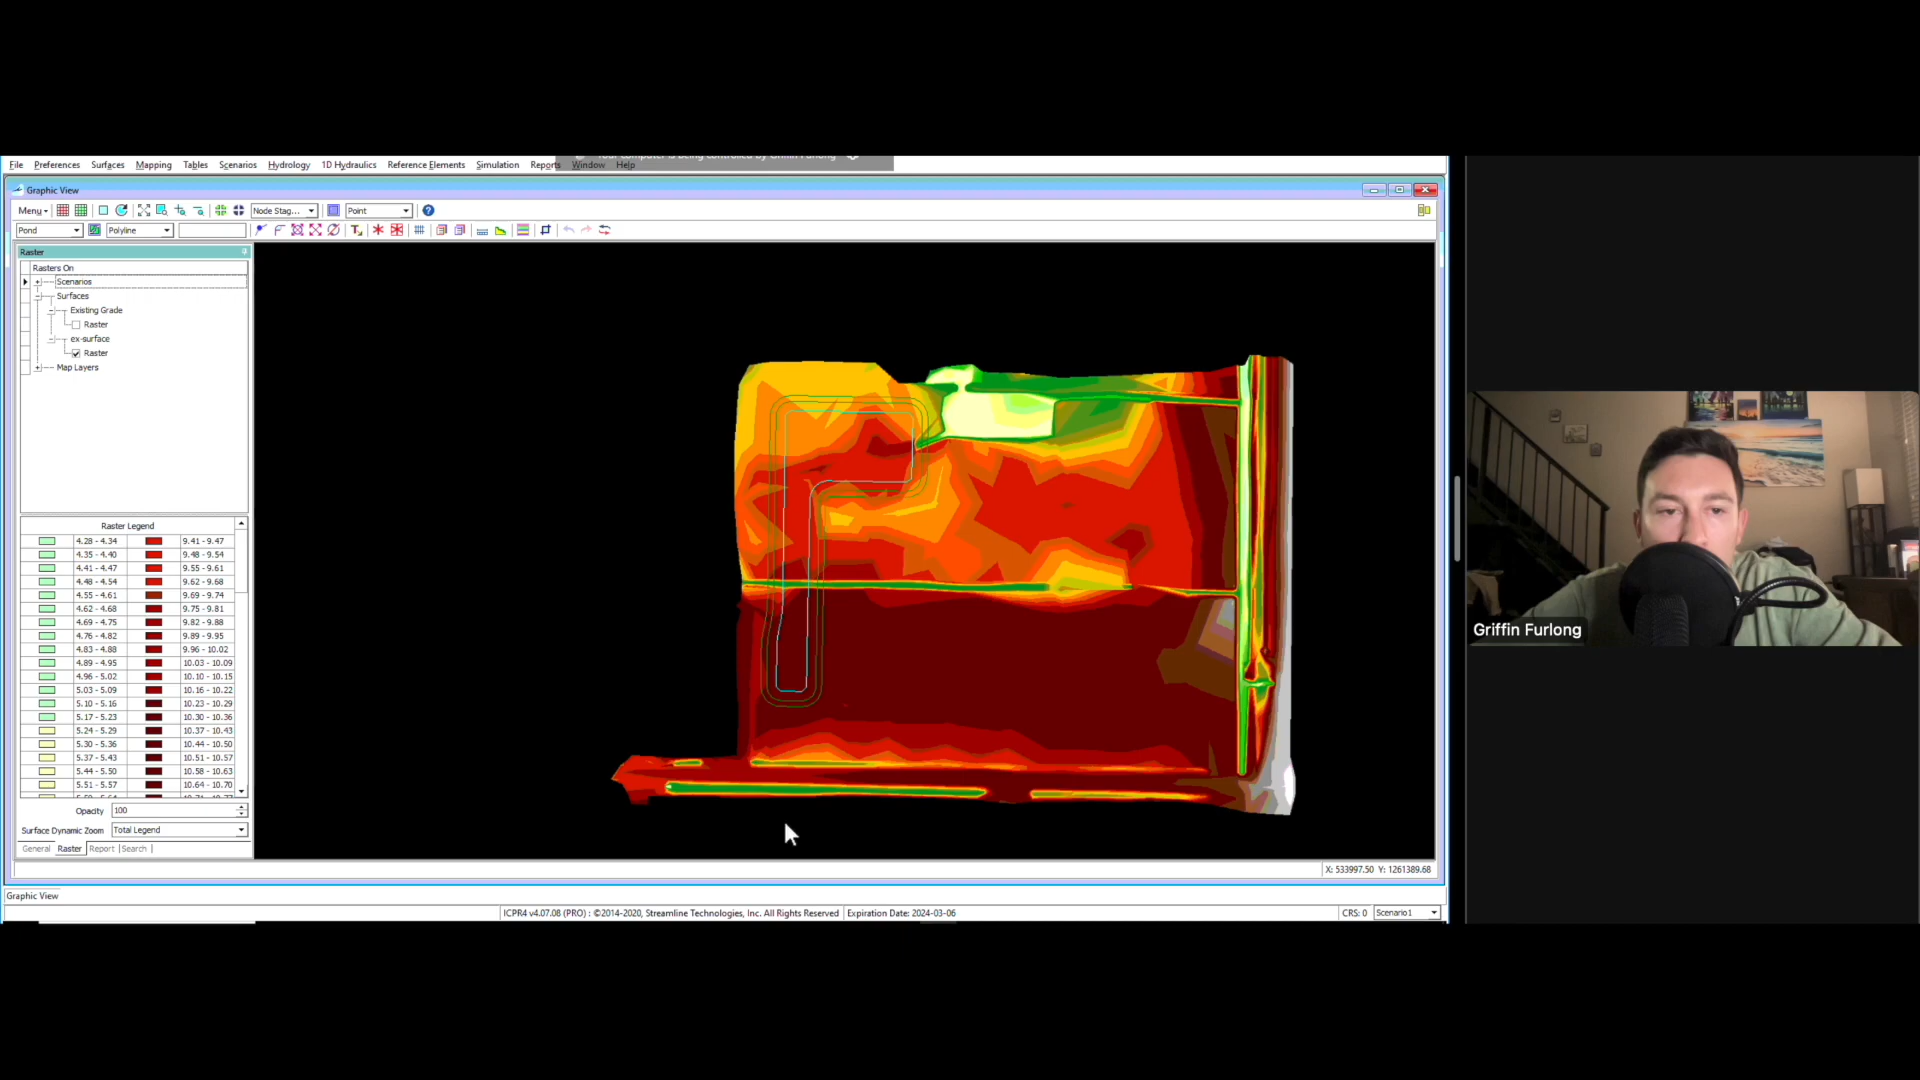 Your computer is being controlled by Griffin Furlong
File Preferences Surfaces Mapping Tables Scenarios Hydrology 1D Hydraulics Reference Elements Simulation Reports Window Help
Graphic View
Menu Node Stag... Point
Pond Polyline
Raster
Rasters On
Scenarios
Surfaces
Existing Grade
Raster
ex-surface
Raster
Map Layers
Raster Legend
4.28 - 4.34 9.41 - 9.47
4.35 - 4.40 9.48 - 9.54
4.41 - 4.47 9.55 - 9.61
4.48 - 4.54 9.62 - 9.68
4.55 - 4.61 9.69 - 9.74
4.62 - 4.68 9.75 - 9.81
4.69 - 4.75 9.82 - 9.88
4.76 - 4.82 9.89 - 9.95
4.83 - 4.88 9.96 - 10.02
4.89 - 4.95 10.03 - 10.09
4.96 - 5.02 10.10 - 10.15
5.03 - 5.09 10.16 - 10.22
5.10 - 5.16 10.23 - 10.29
5.17 - 5.23 10.30 - 10.36
5.24 - 5.29 10.37 - 10.43
5.30 - 5.36 10.44 - 10.50
5.37 - 5.43 10.51 - 10.57
5.44 - 5.50 10.58 - 10.63
5.51 - 5.57 10.64 - 10.70
Opacity 100
Surface Dynamic Zoom Total Legend
General Raster Report Search
X: 533997.50 Y: 1261389.68
Graphic View
ICPR4 v4.07.08 (PRO) : ©2014-2020, Streamline Technologies, Inc. All Rights Reserved Expiration Date: 2024-03-06 CRS: 0 Scenario1
Griffin Furlong